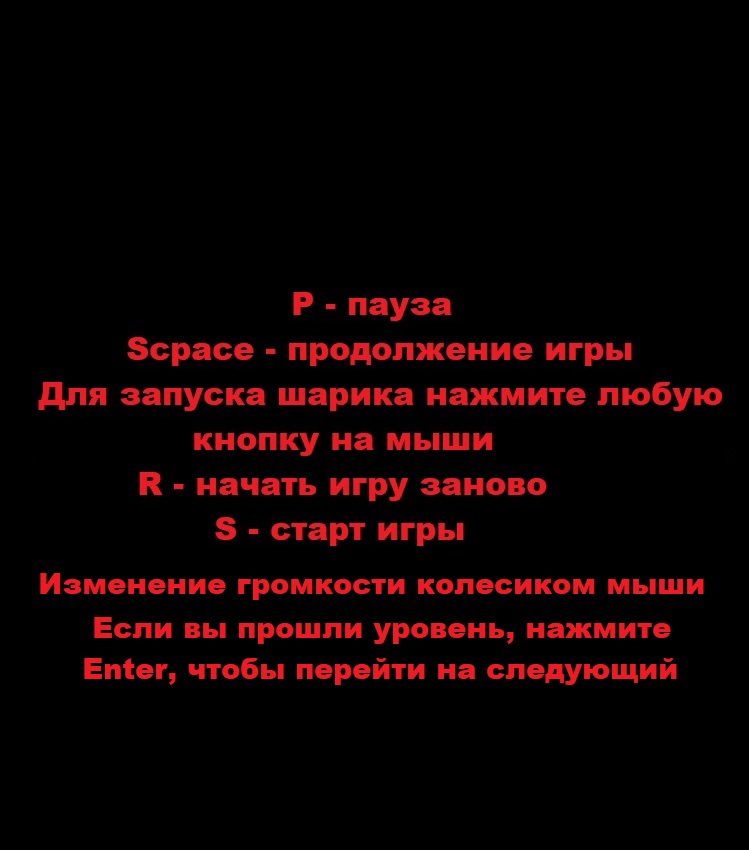 P - пауза
Scpace - продолжение игры
Для запуска шарика нажмите любую
кнопку на мыши
R - начать игру заново
S - старт игры
Изменение громкости колесиком мыши
Если вы прошли уровень, нажмите
Enter, чтобы перейти на следующий